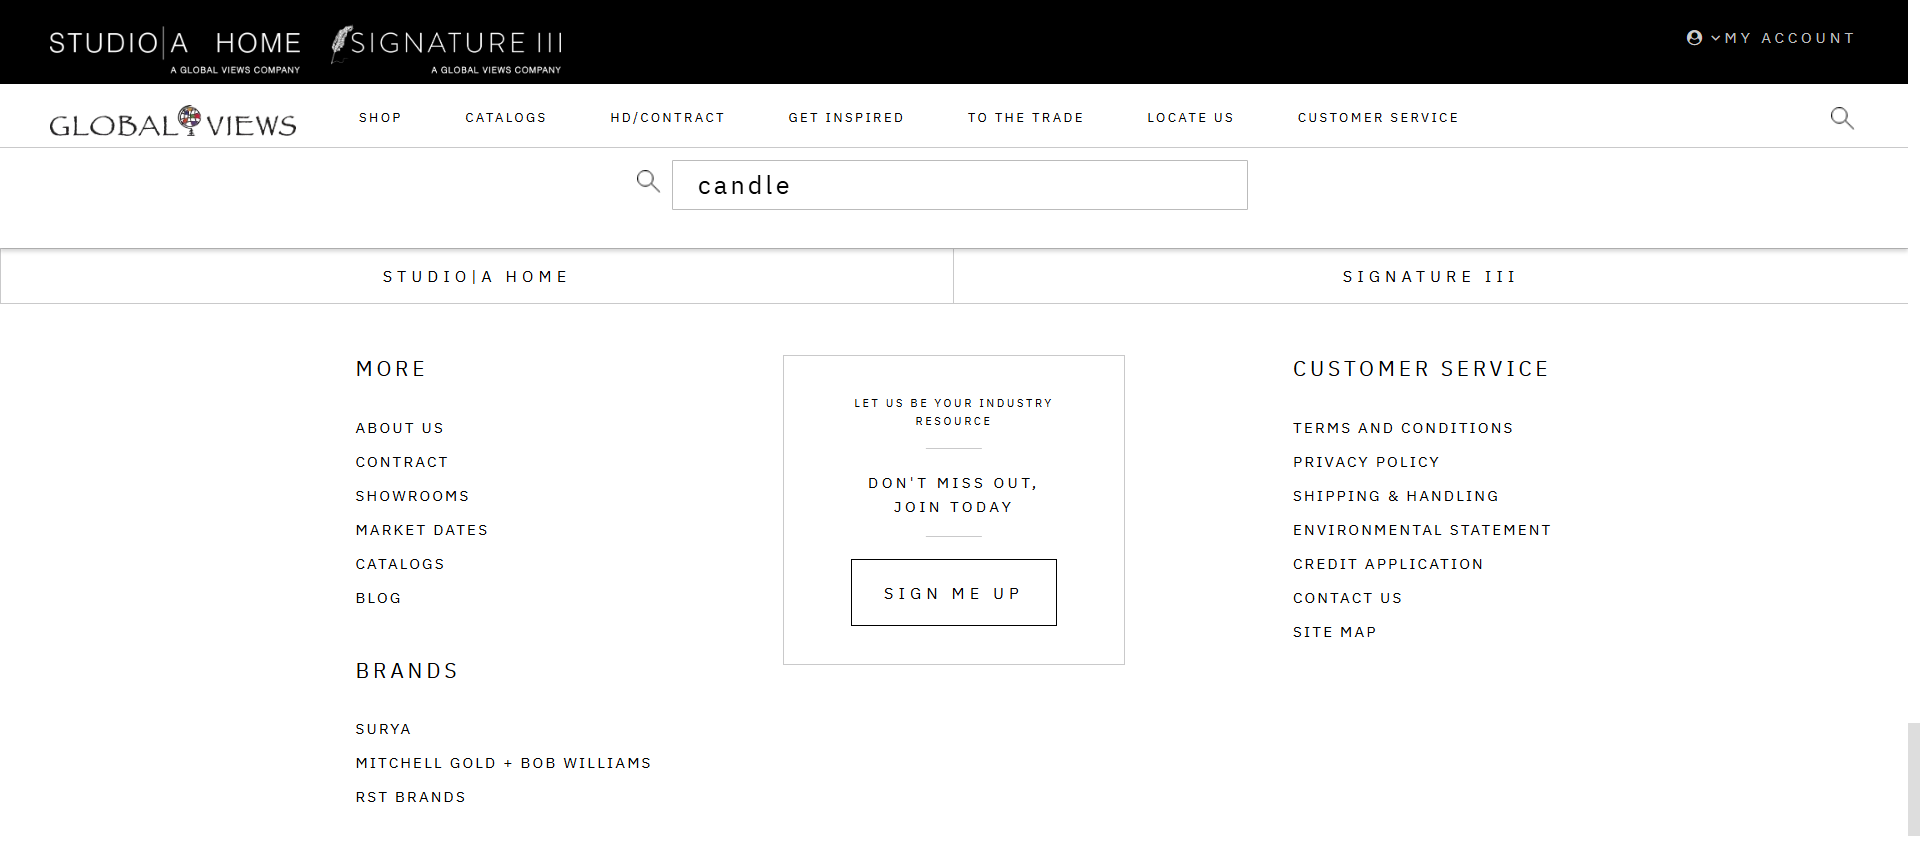 STUDIO|A HOME
A GLOBAL VIEWS COMPANY
SIGNATURE III
A GLOBAL VIEWS COMPANY
MY ACCOUNT
GLOBAL VIEWS
SHOP
CATALOGS
HD/CONTRACT
GET INSPIRED
TO THE TRADE
LOCATE US
CUSTOMER SERVICE
candle
STUDIO|A HOME
SIGNATURE III
MORE
ABOUT US
CONTRACT
SHOWROOMS
MARKET DATES
CATALOGS
BLOG
BRANDS
SURYA
MITCHELL GOLD + BOB WILLIAMS
RST BRANDS
LET US BE YOUR INDUSTRY
RESOURCE
DON'T MISS OUT,
JOIN TODAY
SIGN ME UP
CUSTOMER SERVICE
TERMS AND CONDITIONS
PRIVACY POLICY
SHIPPING & HANDLING
ENVIRONMENTAL STATEMENT
CREDIT APPLICATION
CONTACT US
SITE MAP